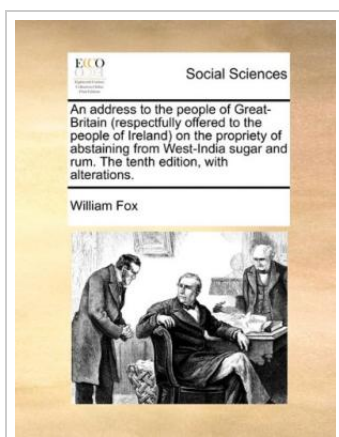 ECCO
Social Sciences
An address to the people of Great-
Britain (respectfully offered to the
people of Ireland) on the propriety of
abstaining from West-India sugar and
rum. The tenth edition, with
alterations.
William Fox